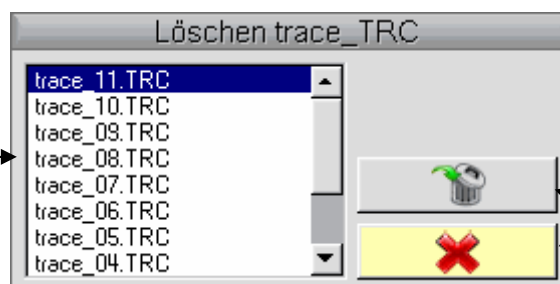 Löschen trace_TRC
trace_11.TRC
trace_10.TRC
trace_09.TRC
trace_08.TRC
trace_07.TRC
trace_06.TRC
trace_05.TRC
trace_04.TRC